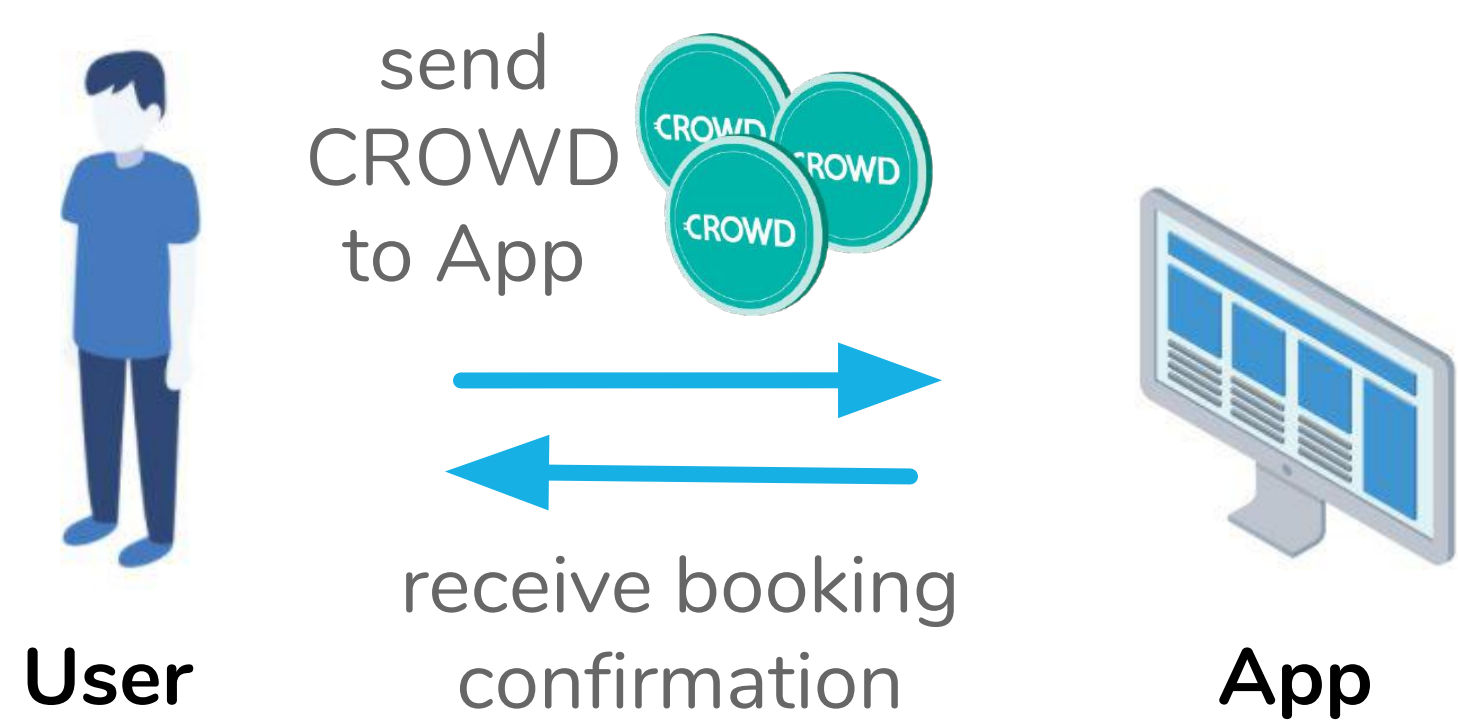 send
CROWD
to App
CROWD
CROWD
CROWD
receive booking
confirmation
User
App